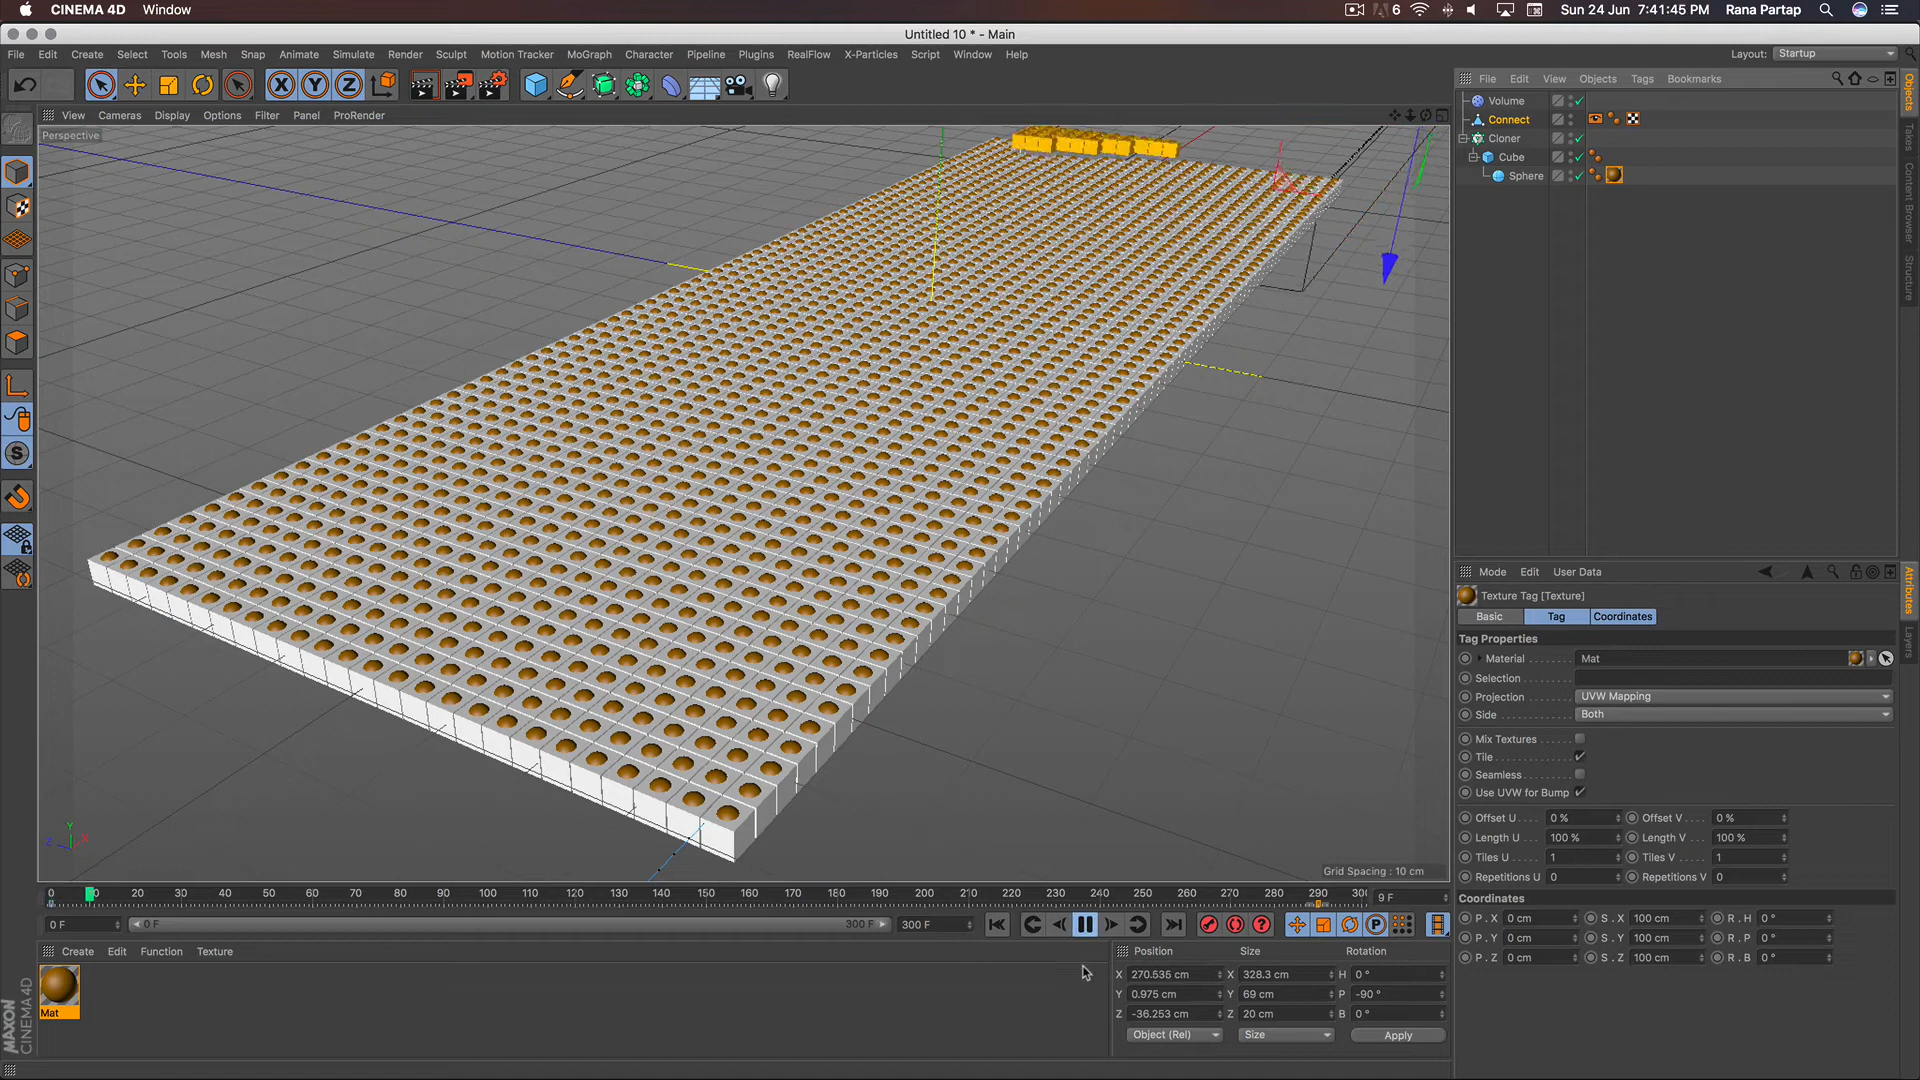 CINEMA 4D Window 6 Sun 24 Jun 7:41:45 PM Rana Partap
Untitled 10 * - Main
File Edit Create Select Tools Mesh Snap Animate Simulate Render Sculpt Motion Tracker MoGraph Character Pipeline Plugins RealFlow X-Particles Script Window Help Layout: Startup
File Edit View Objects Tags Bookmarks
View Cameras Display Options Filter Panel ProRender
Perspective
Volume
Connect
Cloner
Cube
Sphere
Objects
Takes
Content Browser
Structure
Mode Edit User Data
Texture Tag [Texture]
Basic Tag Coordinates
Tag Properties
Material Mat
Selection
Projection UVW Mapping
Side Both
Mix Textures
Tile
Seamless
Use UVW for Bump
Offset U 0 % Offset V 0 %
Length U 100 % Length V 100 %
Tiles U 1 Tiles V 1
Repetitions U 0 Repetitions V 0
Coordinates
P . X 0 cm S . X 100 cm R . H 0 °
P . Y 0 cm S . Y 100 cm R . P 0 °
P . Z 0 cm S . Z 100 cm R . B 0 °
Attributes
Layers
Y
Z X
Grid Spacing : 10 cm
0 20 30 40 50 60 70 80 90 100 110 120 130 140 150 160 170 180 190 200 210 220 230 240 250 260 270 280 290 300 9 F
0 F 0 F 300 F 300 F
Create Edit Function Texture
Mat
Position Size Rotation
X 270.535 cm X 328.3 cm H 0 °
Y 0.975 cm Y 69 cm P -90 °
Z -36.253 cm Z 20 cm B 0 °
Object (Rel) Size Apply
MAXON
CINEMA 4D